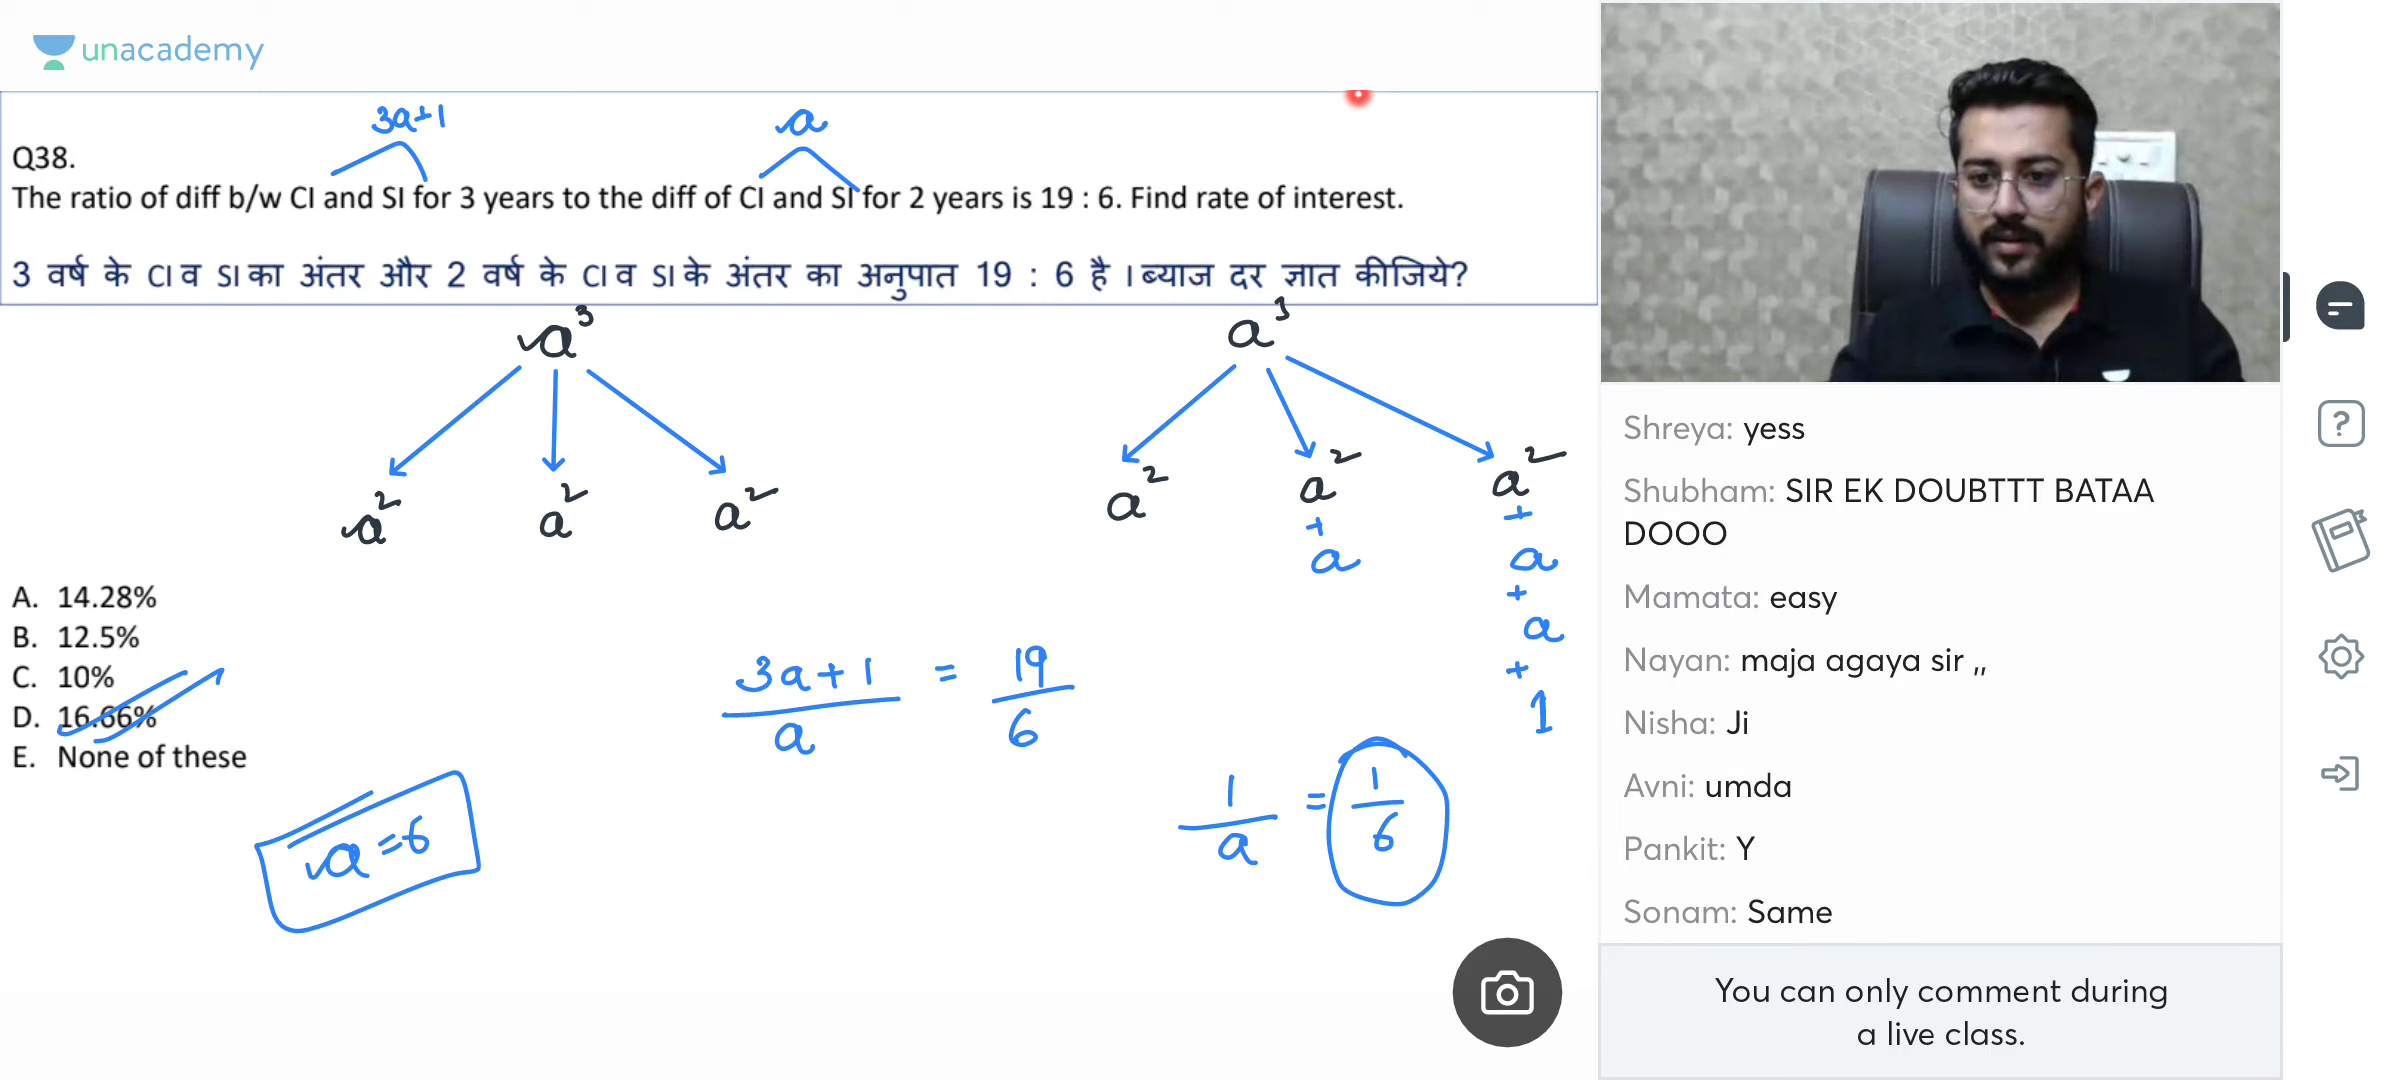 unacademy
3a+1
a
Q38.
The ratio of diff b/w CI and SI for 3 years to the diff of CI and SI for 2 years is 19 : 6. Find rate of interest.
3 वर्ष के CI व SI का अंतर और 2 वर्ष के CI व SI के अंतर का अनुपात 19 : 6 है । ब्याज दर ज्ञात कीजिये?
a³
a² a² a²
a³
a² a² a²
+ +
a a
+
a
+
1
A. 14.28%
B. 12.5%
C. 10%
D. 16.66%
E. None of these
3a+1 = 19
a 6
1 = 1
a 6
a=6
Shreya: yess
Shubham: SIR EK DOUBTTT BATAA
DOOO
Mamata: easy
Nayan: maja agaya sir ,,
Nisha: Ji
Avni: umda
Pankit: Y
Sonam: Same
You can only comment during
a live class.
?